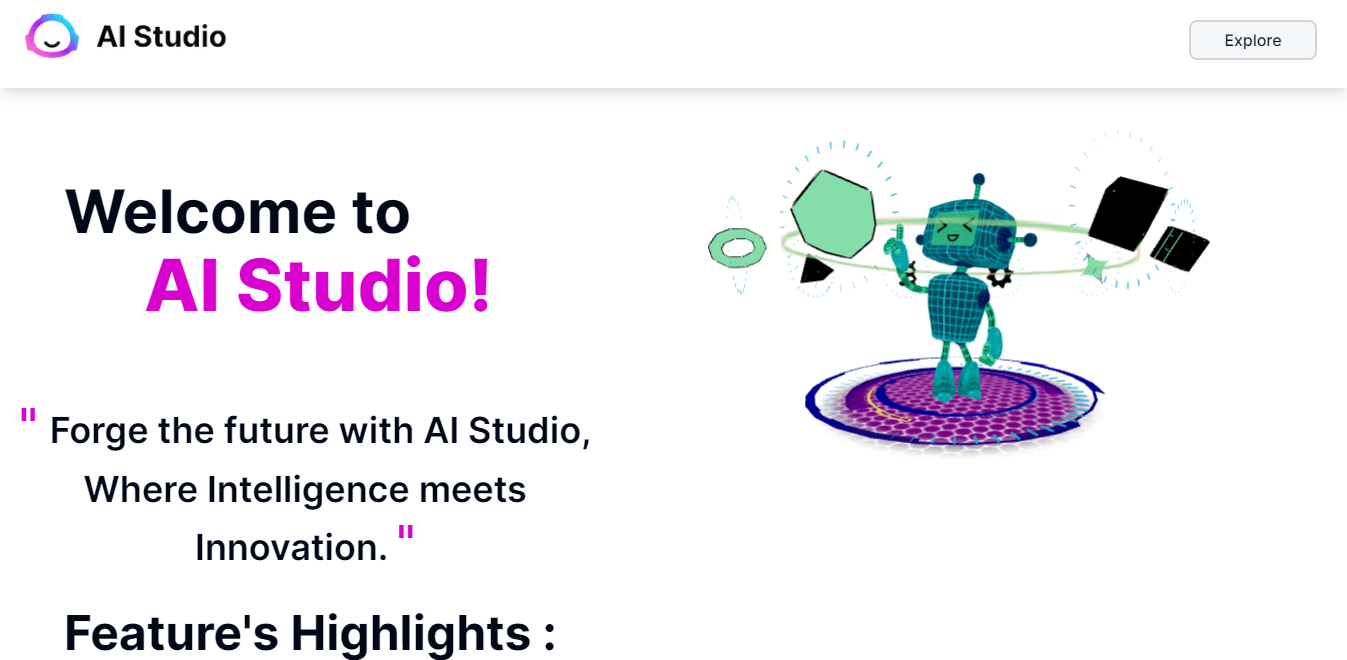 AI Studio
Explore
Welcome to
AI Studio!
" Forge the future with AI Studio,
Where Intelligence meets
Innovation. "
Feature's Highlights :